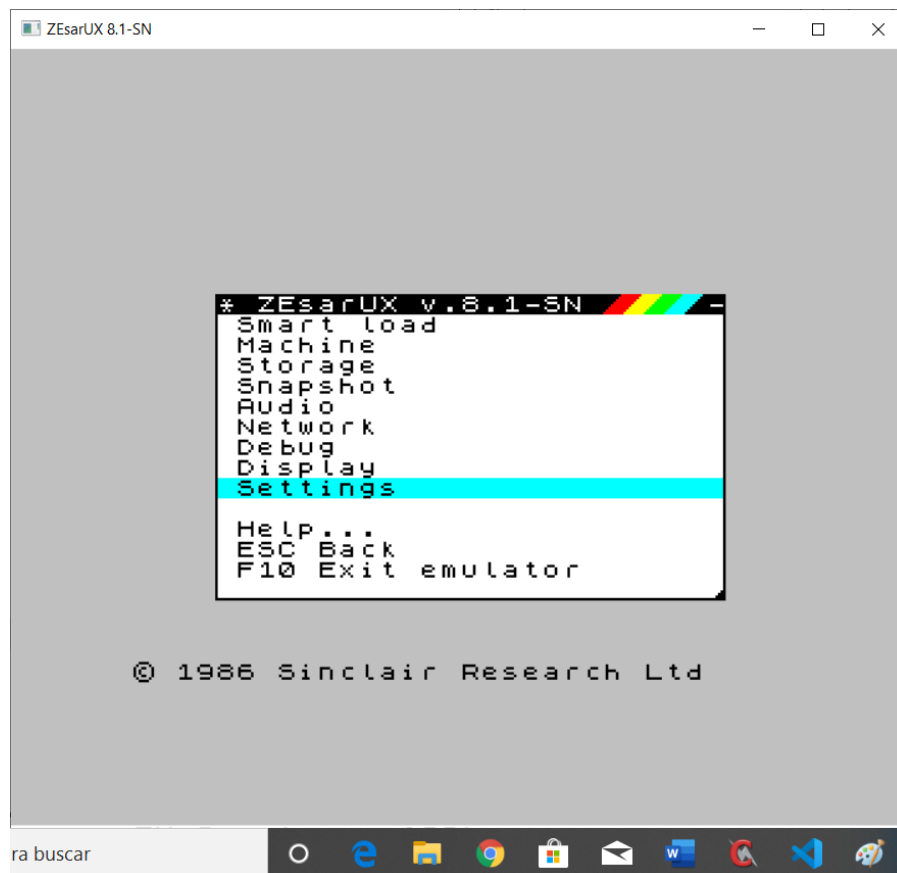 ZEsarUX 8.1-SN
* ZEsarUX v.8.1-SN -
Smart load
Machine
Storage
Snapshot
Audio
Network
Debug
Display
Settings
Help...
ESC Back
F10 Exit emulator
© 1986 Sinclair Research Ltd
ra buscar